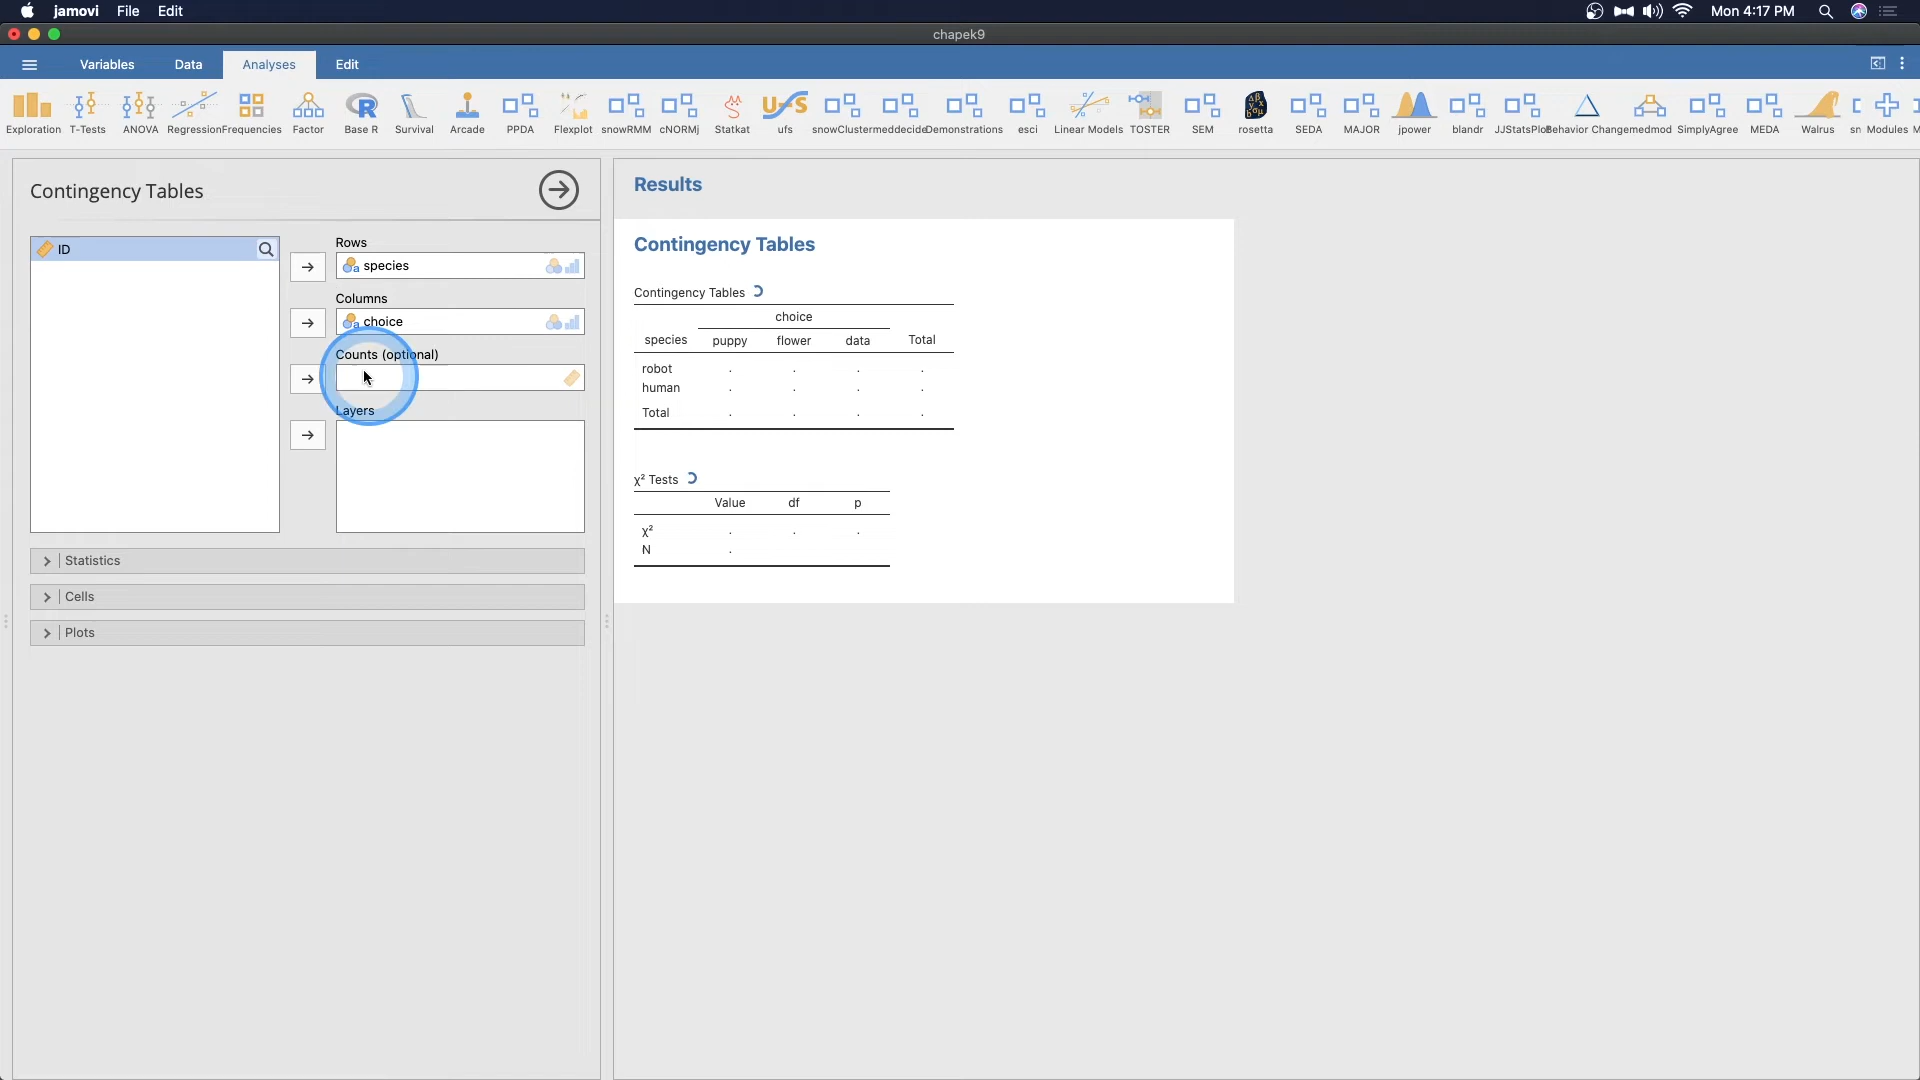 jamovi File Edit Mon 4:17 PM
chapek9
Variables Data Analyses Edit
Exploration T-Tests ANOVA Regression Frequencies Factor Base R Survival Arcade PPDA Flexplot snowRMM cNORMj Statkat ufs snowCluster meddecide Demonstrations esci Linear Models TOSTER SEM rosetta SEDA MAJOR jpower blandr JJStatsPlo Behavior Change medmod SimplyAgree MEDA Walrus sn Modules
Contingency Tables
ID
Rows
species
Columns
choice
Counts (optional)
Layers
Statistics
Cells
Plots
Results
Contingency Tables
Contingency Tables
choice
species puppy flower data Total
robot . . . .
human . . . .
Total . . . .
χ² Tests
Value df p
χ² . . .
N .